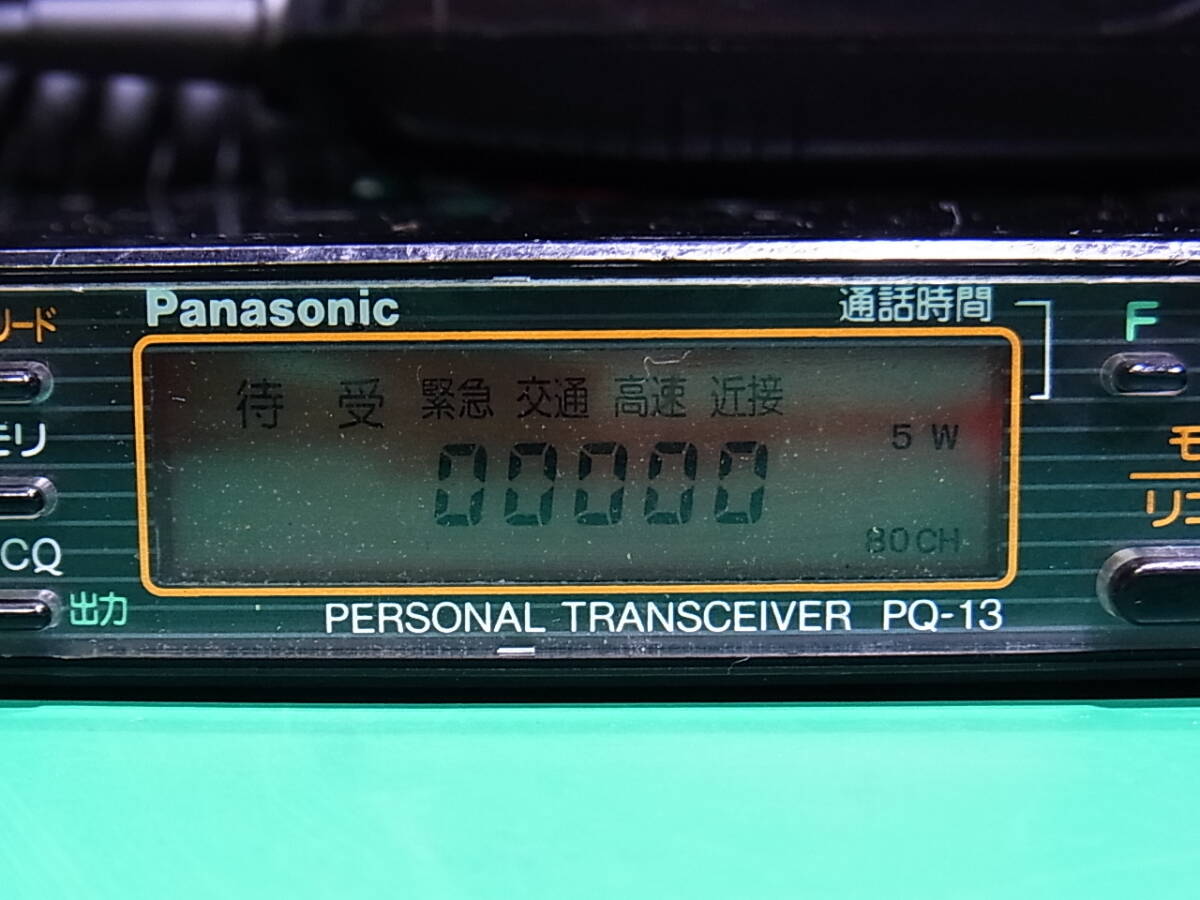 Panasonic
通話時間
F
リード
待 受 緊急 交通 高速 近接
5 W
00000
80CH
モリ
CQ
出力
PERSONAL TRANSCEIVER PQ-13